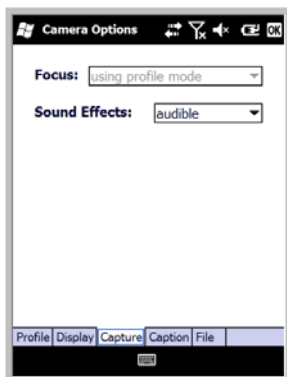 Camera Options OK
Focus: using profile mode
Sound Effects: audible
Profile Display Capture Caption File